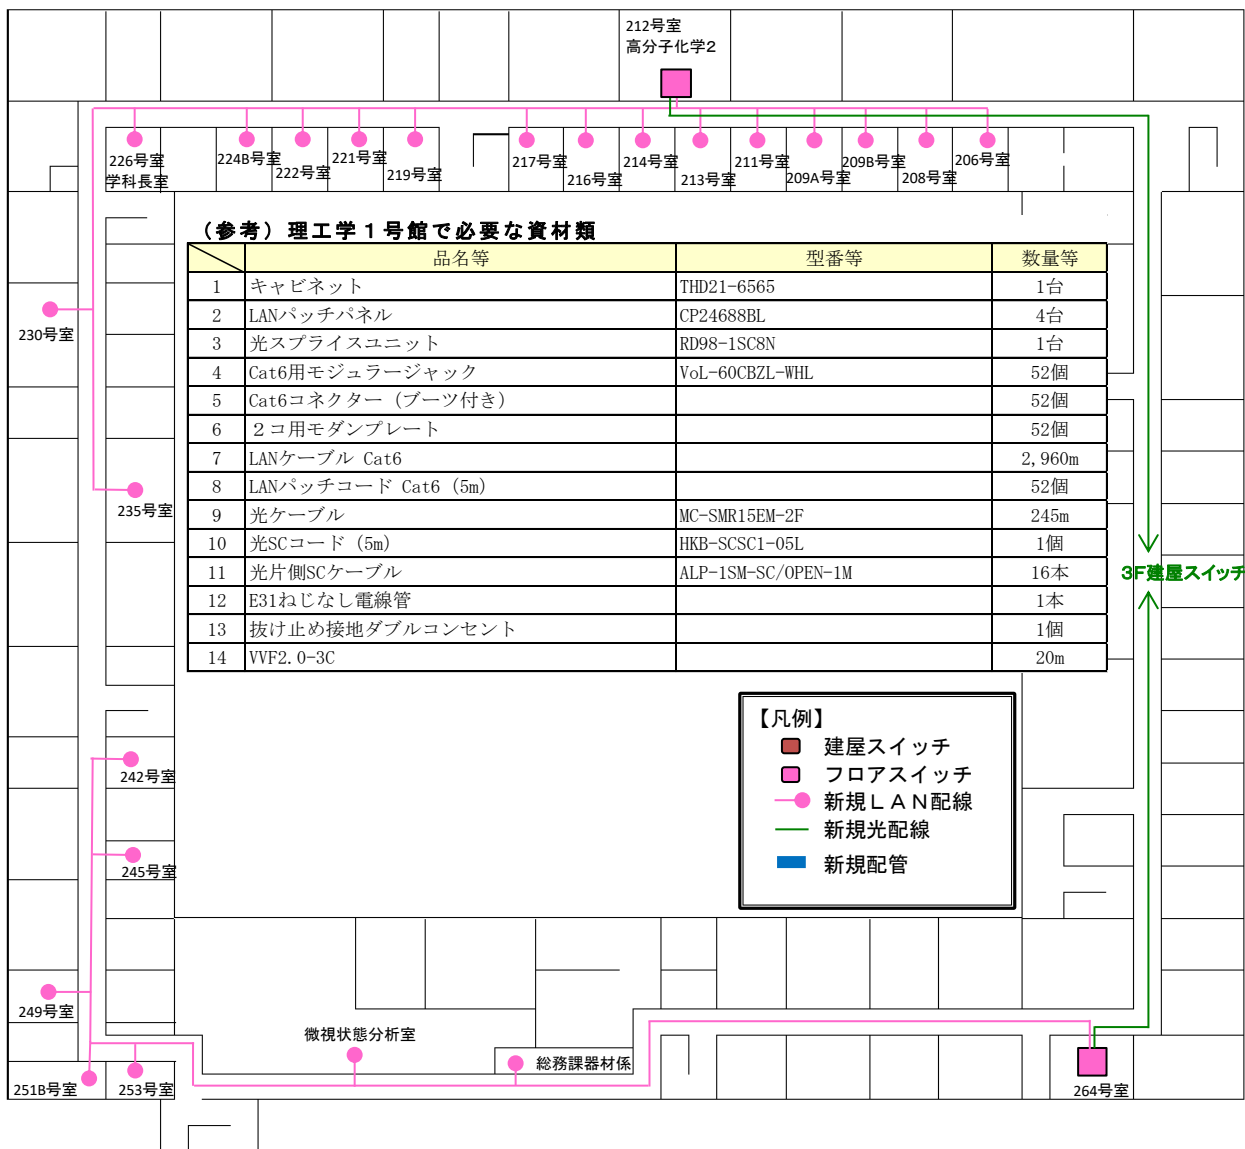 212号室
高分子化学2
226号室
学科長室
224B号室
222号室
221号室
219号室
217号室
216号室
214号室
213号室
211号室
209A号室
209B号室
208号室
206号室
（参考）理工学１号館で必要な資材類
品名等 型番等 数量等
1 キャビネット THD21-6565 1台
2 LANパッチパネル CP24688BL 4台
3 光スプライスユニット RD98-1SC8N 1台
4 Cat6用モジュラージャック VoL-60CBZL-WHL 52個
5 Cat6コネクター（ブーツ付き） 52個
6 ２コ用モダンプレート 52個
7 LANケーブル Cat6 2,960m
8 LANパッチコード Cat6（5m） 52個
9 光ケーブル MC-SMR15EM-2F 245m
10 光SCコード（5m） HKB-SCSC1-05L 1個
11 光片側SCケーブル ALP-1SM-SC/OPEN-1M 16本
12 E31ねじなし電線管 1本
13 抜け止め接地ダブルコンセント 1個
14 VVF2.0-3C 20m
230号室
235号室
3F建屋スイッチ
【凡例】
建屋スイッチ
フロアスイッチ
新規ＬＡＮ配線
新規光配線
新規配管
242号室
245号室
249号室
251B号室
253号室
微視状態分析室
総務課器材係
264号室